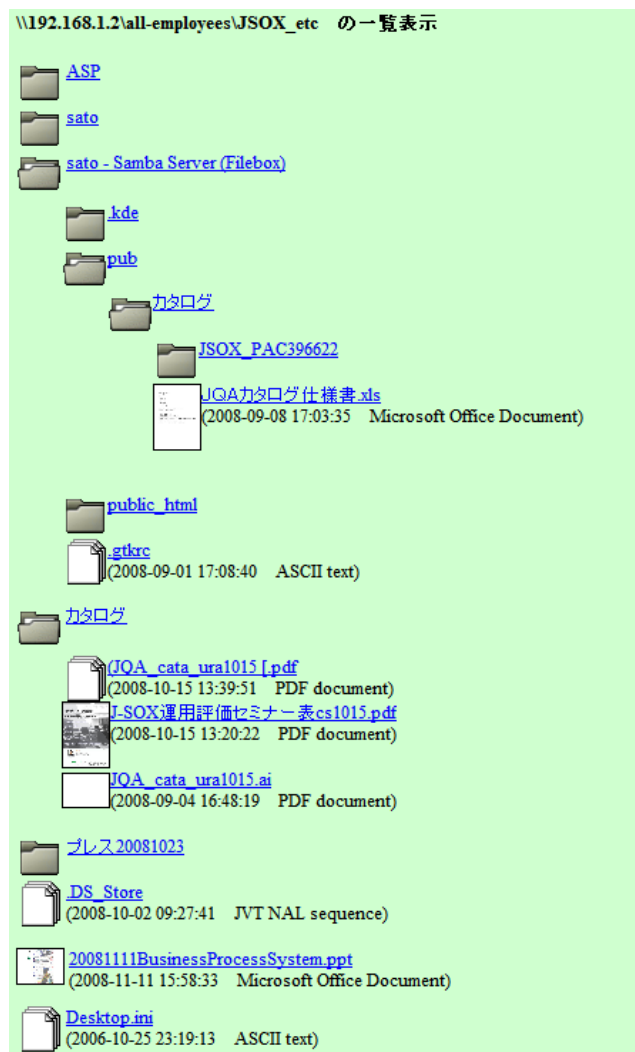 \\192.168.1.2\all-employees\JSOX_etc の一覧表示
ASP
sato
sato - Samba Server (Filebox)
.kde
pub
カタログ
JSOX_PAC396622
JQAカタログ仕様書.xls
(2008-09-08 17:03:35 Microsoft Office Document)
public_html
.gtkrc
(2008-09-01 17:08:40 ASCII text)
カタログ
(JQA_cata_ura1015 [.pdf
(2008-10-15 13:39:51 PDF document)
J-SOX運用評価セミナー表cs1015.pdf
(2008-10-15 13:20:22 PDF document)
JQA_cata_ura1015.ai
(2008-09-04 16:48:19 PDF document)
プレス20081023
.DS_Store
(2008-10-02 09:27:41 JVT NAL sequence)
20081111BusinessProcessSystem.ppt
(2008-11-11 15:58:33 Microsoft Office Document)
Desktop.ini
(2006-10-25 23:19:13 ASCII text)